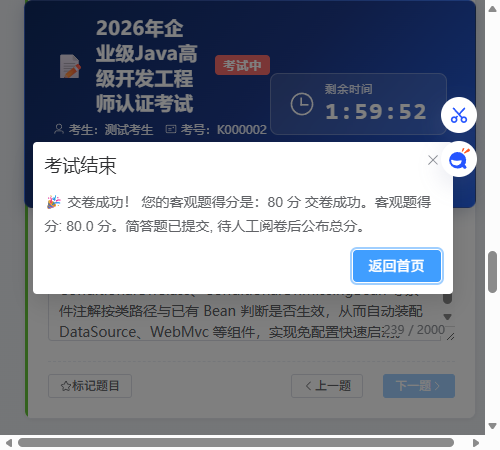 2026年企
业级Java高
级开发工程
师认证考试
考试中
剩余时间
1:59:52
考生：测试考生
考号：K000002
考试结束
🎉 交卷成功！ 您的客观题得分是：80 分 交卷成功。客观题得
分: 80.0 分。简答题已提交, 待人工阅卷后公布总分。
返回首页
件注解按类路径与已有 Bean 判断是否生效，从而自动装配
DataSource、WebMvc 等组件，实现免配置快速启
239 / 2000
标记题目
上一题
下一题